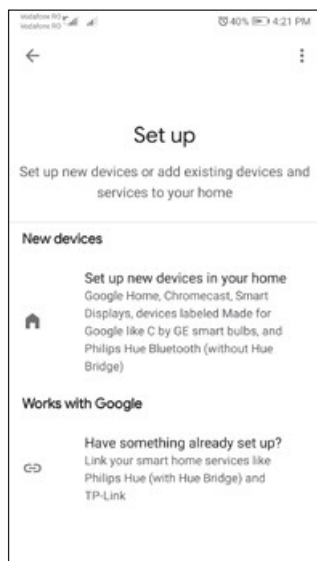 Vodafone RO
Vodafone RO
40% 4:21 PM
Set up
Set up new devices or add existing devices and
services to your home
New devices
Set up new devices in your home
Google Home, Chromecast, Smart
Displays, devices labeled Made for
Google like C by GE smart bulbs, and
Philips Hue Bluetooth (without Hue
Bridge)
Works with Google
Have something already set up?
Link your smart home services like
Philips Hue (with Hue Bridge) and
TP-Link